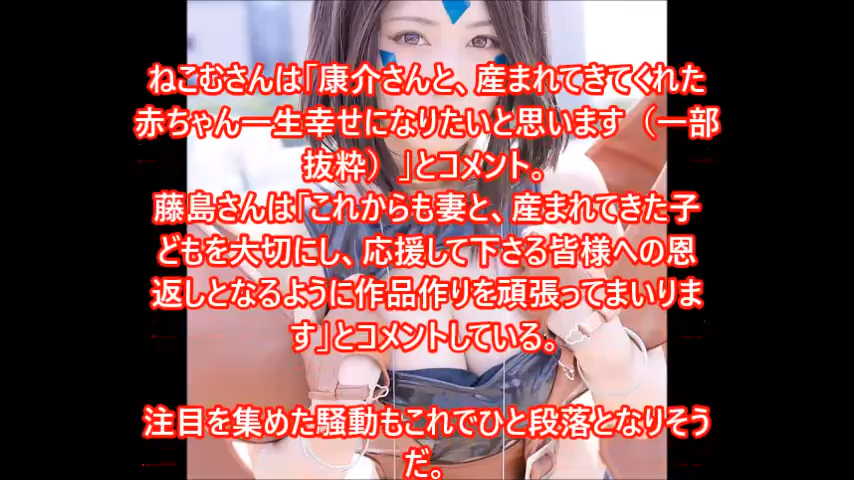 ねこむさんは「康介さんと、産まれてきてくれた
赤ちゃん一生幸せになりたいと思います（一部
抜粋）」とコメント。
藤島さんは「これからも妻と、産まれてきた子
どもを大切にし、応援して下さる皆様への恩
返しとなるように作品作りを頑張ってまいりま
す」とコメントしている。
注目を集めた騒動もこれでひと段落となりそう
だ。